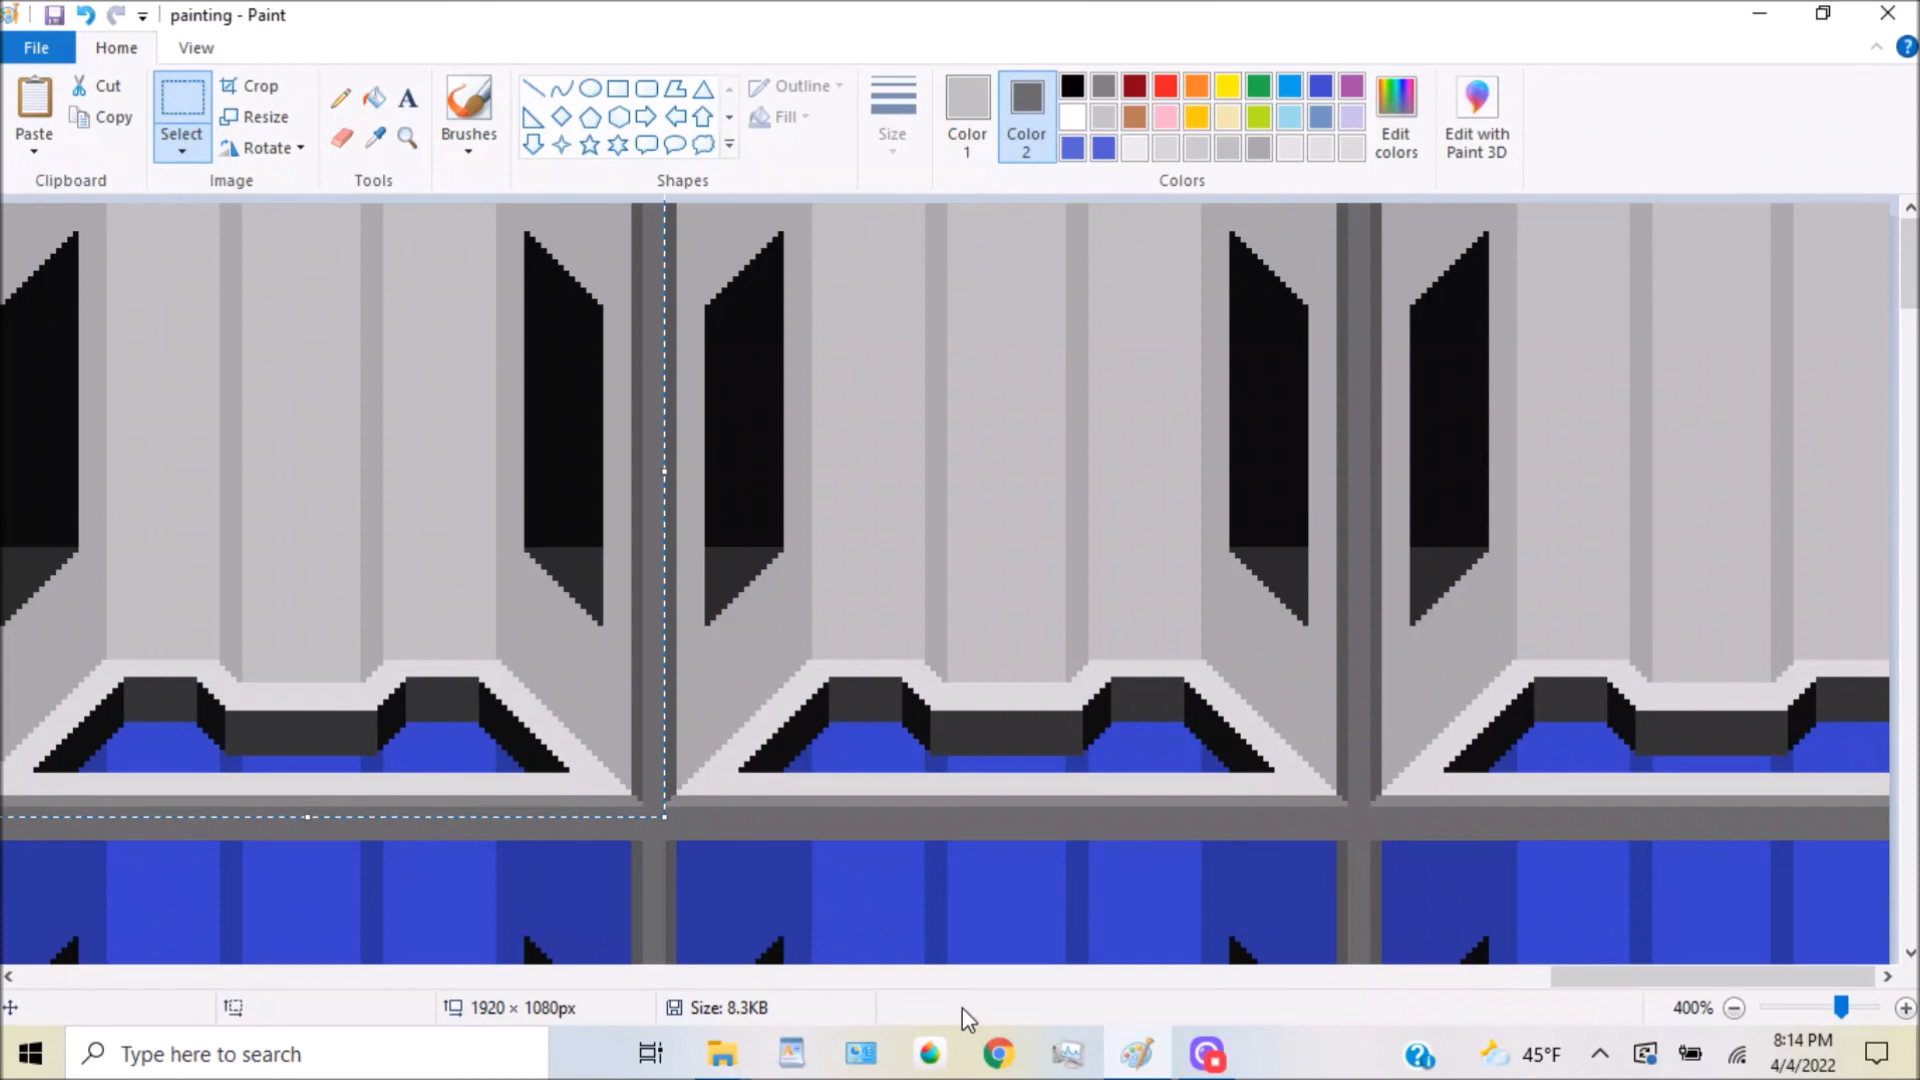 painting - Paint
File Home View
Paste
Cut
Copy
Clipboard
Select
Crop
Resize
Rotate
Image
A
Tools
Brushes
Outline
Fill
Shapes
Size
Color
1
Color
2
Edit
colors
Edit with
Paint 3D
Colors
1920 × 1080px
Size: 8.3KB
400%
Type here to search
45°F
8:14 PM
4/4/2022